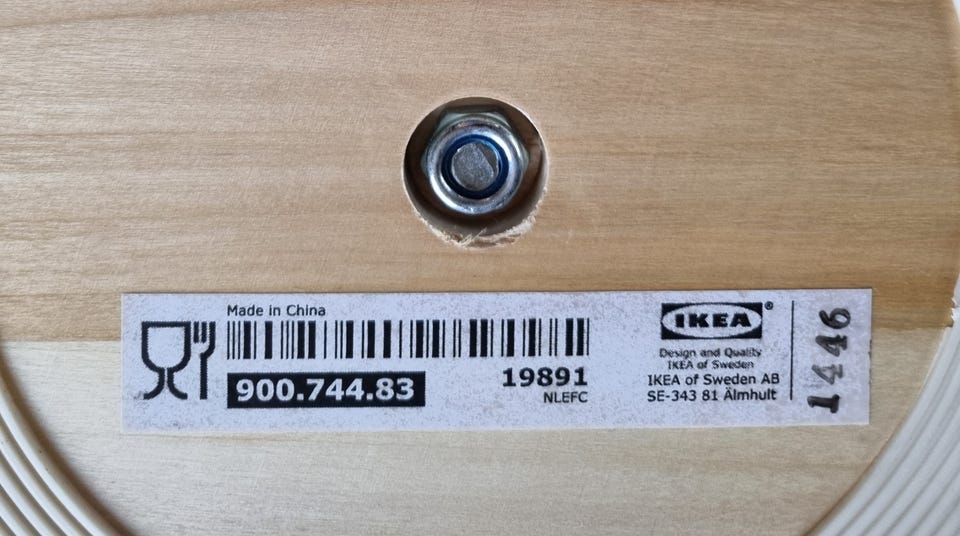 Made in China
900.744.83
19891
NLEFC
IKEA®
Design and Quality
IKEA of Sweden
IKEA of Sweden AB
SE-343 81 Älmhult
1446